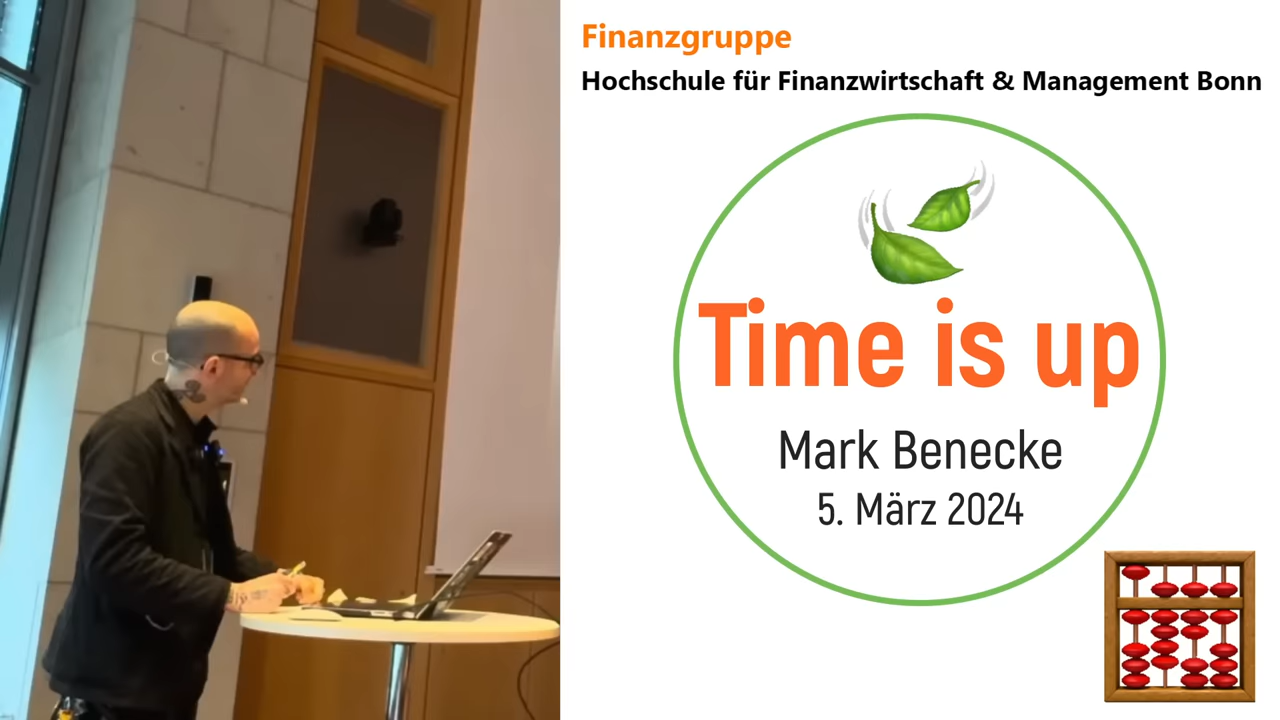 Finanzgruppe
Hochschule für Finanzwirtschaft & Management Bonn
Time is up
Mark Benecke
5. März 2024